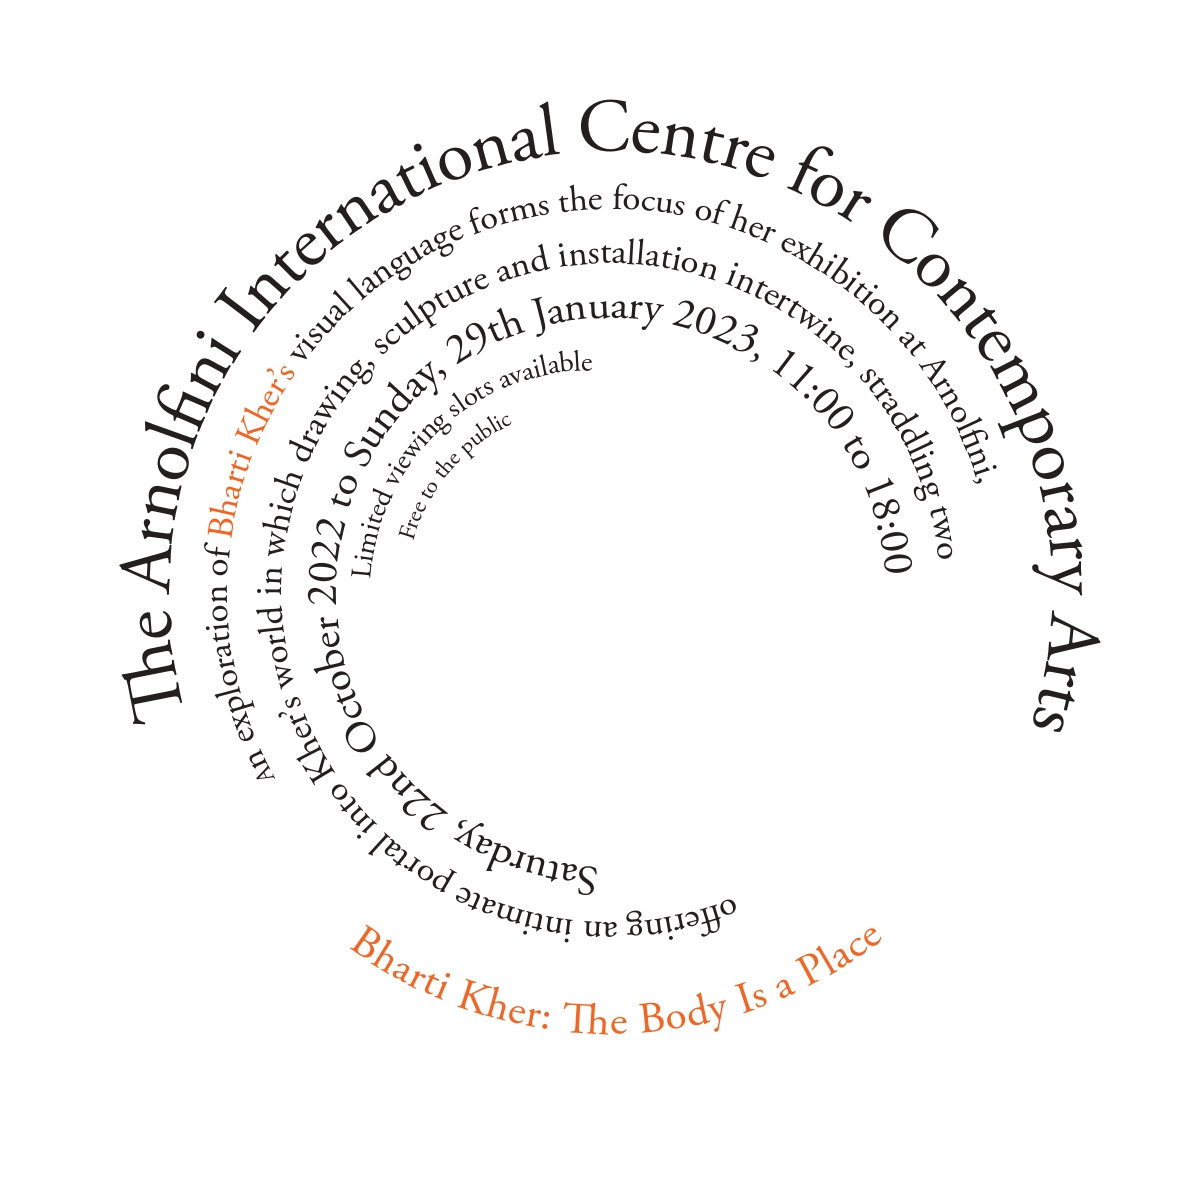 The Arnolfini International Centre for Contemporary Arts
An exploration of Bharti Kher's visual language forms the focus of her exhibition at Arnolfini,
offering an intimate portal into Kher's world in which drawing, sculpture and installation intertwine, straddling two
Saturday, 22nd October 2022 to Sunday, 29th January 2023, 11:00 to 18:00
Limited viewing slots available
Free to the public
Bharti Kher: The Body Is a Place